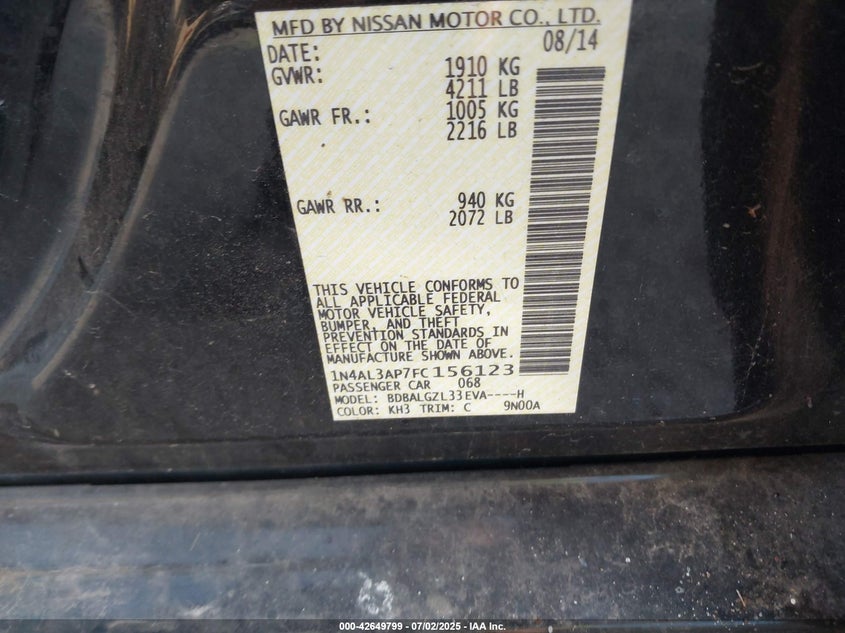 MFD BY NISSAN MOTOR CO., LTD.
DATE: 08/14
GVWR: 1910 KG
4211 LB
GAWR FR.: 1005 KG
2216 LB
GAWR RR.: 940 KG
2072 LB
THIS VEHICLE CONFORMS TO
ALL APPLICABLE FEDERAL
MOTOR VEHICLE SAFETY,
BUMPER, AND THEFT
PREVENTION STANDARDS IN
EFFECT ON THE DATE OF
MANUFACTURE SHOWN ABOVE.
1N4AL3AP7FC156123
PASSENGER CAR 068
MODEL: BDBALGZL33EVA----H
COLOR: KH3 TRIM: C 9N00A
000-42649799 - 07/02/2025 - IAA Inc.